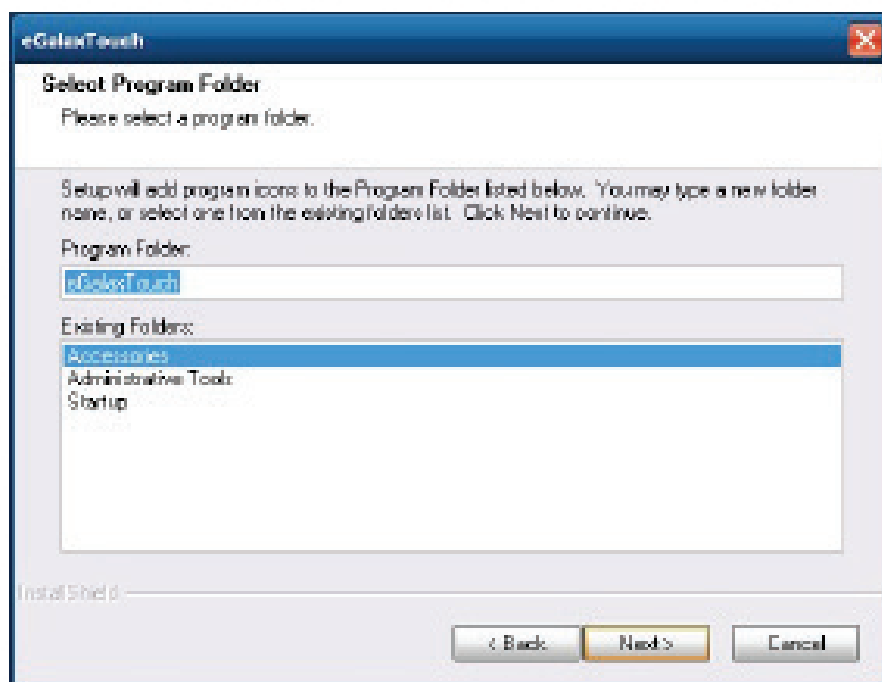 eGalaxTouch
Select Program Folder
Please select a program folder.
Setup will add program icons to the Program Folder listed below. You may type a new folder
name, or select one from the existing folders list. Click Next to continue.
Program Folder:
eGalaxTouch
Existing Folders:
Accessories
Administrative Tools
Startup
InstallShield
< Back
Next >
Cancel